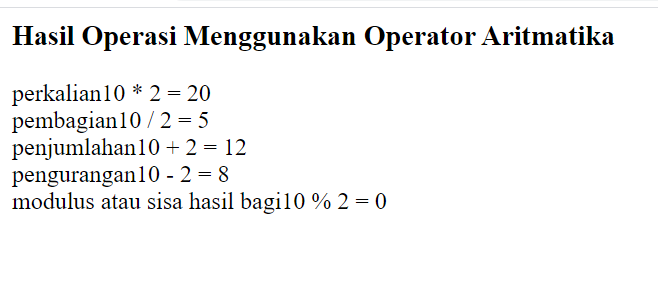 Hasil Operasi Menggunakan Operator Aritmatika
perkalian10 * 2 = 20
pembagian10 / 2 = 5
penjumlahan10 + 2 = 12
pengurangan10 - 2 = 8
modulus atau sisa hasil bagi10 % 2 = 0